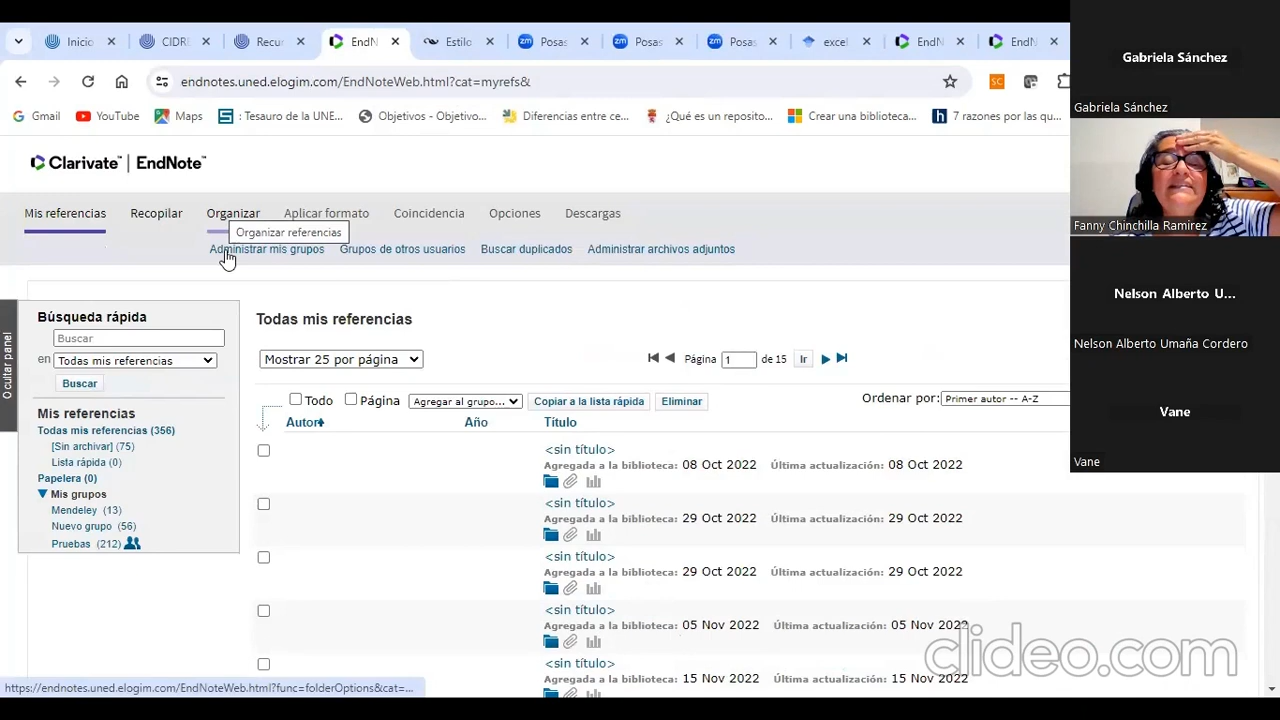 Inicio
CIDRE
Recur
EndN
Estilo
Posas
Posas
Posas
excel
EndN
EndN
endnotes.uned.elogim.com/EndNoteWeb.html?cat=myrefs&
Gmail
YouTube
Maps
: Tesauro de la UNE...
Objetivos - Objetivo...
Diferencias entre ce...
¿Qué es un reposito...
Crear una biblioteca...
7 razones por las qu...
Clarivate™ | EndNote™
Mis referencias
Recopilar
Organizar
Aplicar formato
Coincidencia
Opciones
Descargas
Organizar referencias
Administrar mis grupos
Grupos de otros usuarios
Buscar duplicados
Administrar archivos adjuntos
Ocultar panel
Búsqueda rápida
Buscar
en Todas mis referencias
Buscar
Mis referencias
Todas mis referencias (356)
[Sin archivar] (75)
Lista rápida (0)
Papelera (0)
Mis grupos
Mendeley (13)
Nuevo grupo (56)
Pruebas (212)
Todas mis referencias
Mostrar 25 por página
Página 1 de 15 Ir
Todo
Página
Agregar al grupo...
Copiar a la lista rápida
Eliminar
Ordenar por: Primer autor -- A-Z
Autor
Año
Título
<sin título>
Agregada a la biblioteca: 08 Oct 2022 Última actualización: 08 Oct 2022
<sin título>
Agregada a la biblioteca: 29 Oct 2022 Última actualización: 29 Oct 2022
<sin título>
Agregada a la biblioteca: 29 Oct 2022 Última actualización: 29 Oct 2022
<sin título>
Agregada a la biblioteca: 05 Nov 2022 Última actualización: 05 Nov 2022
<sin título>
Agregada a la biblioteca: 15 Nov 2022 Última actualización: 15 Nov 2022
https://endnotes.uned.elogim.com/EndNoteWeb.html?func=folderOptions&cat=...
Gabriela Sánchez
Gabriela Sánchez
Fanny Chinchilla Ramirez
Nelson Alberto U...
Nelson Alberto Umaña Cordero
Vane
Vane
clideo.com